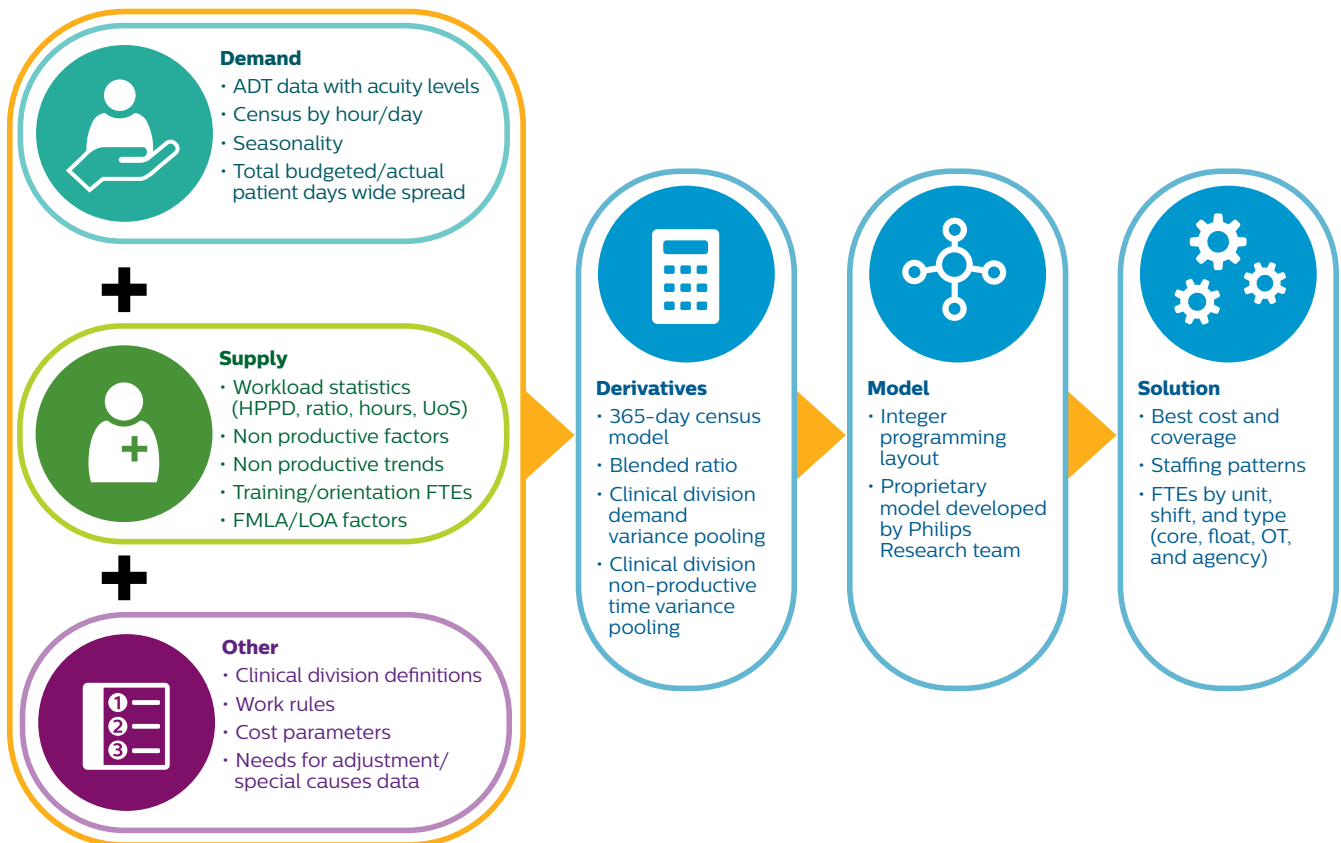 Demand
· ADT data with acuity levels
· Census by hour/day
· Seasonality
· Total budgeted/actual
patient days wide spread
+
Supply
· Workload statistics
(HPPD, ratio, hours, UoS)
· Non productive factors
· Non productive trends
· Training/orientation FTEs
· FMLA/LOA factors
+
Other
· Clinical division definitions
· Work rules
· Cost parameters
· Needs for adjustment/
special causes data
1
2
3
Derivatives
· 365-day census
model
· Blended ratio
· Clinical division
demand
variance pooling
· Clinical division
non-productive
time variance
pooling
Model
· Integer
programming
layout
· Proprietary
model developed
by Philips
Research team
Solution
· Best cost and
coverage
· Staffing patterns
· FTEs by unit,
shift, and type
(core, float, OT,
and agency)